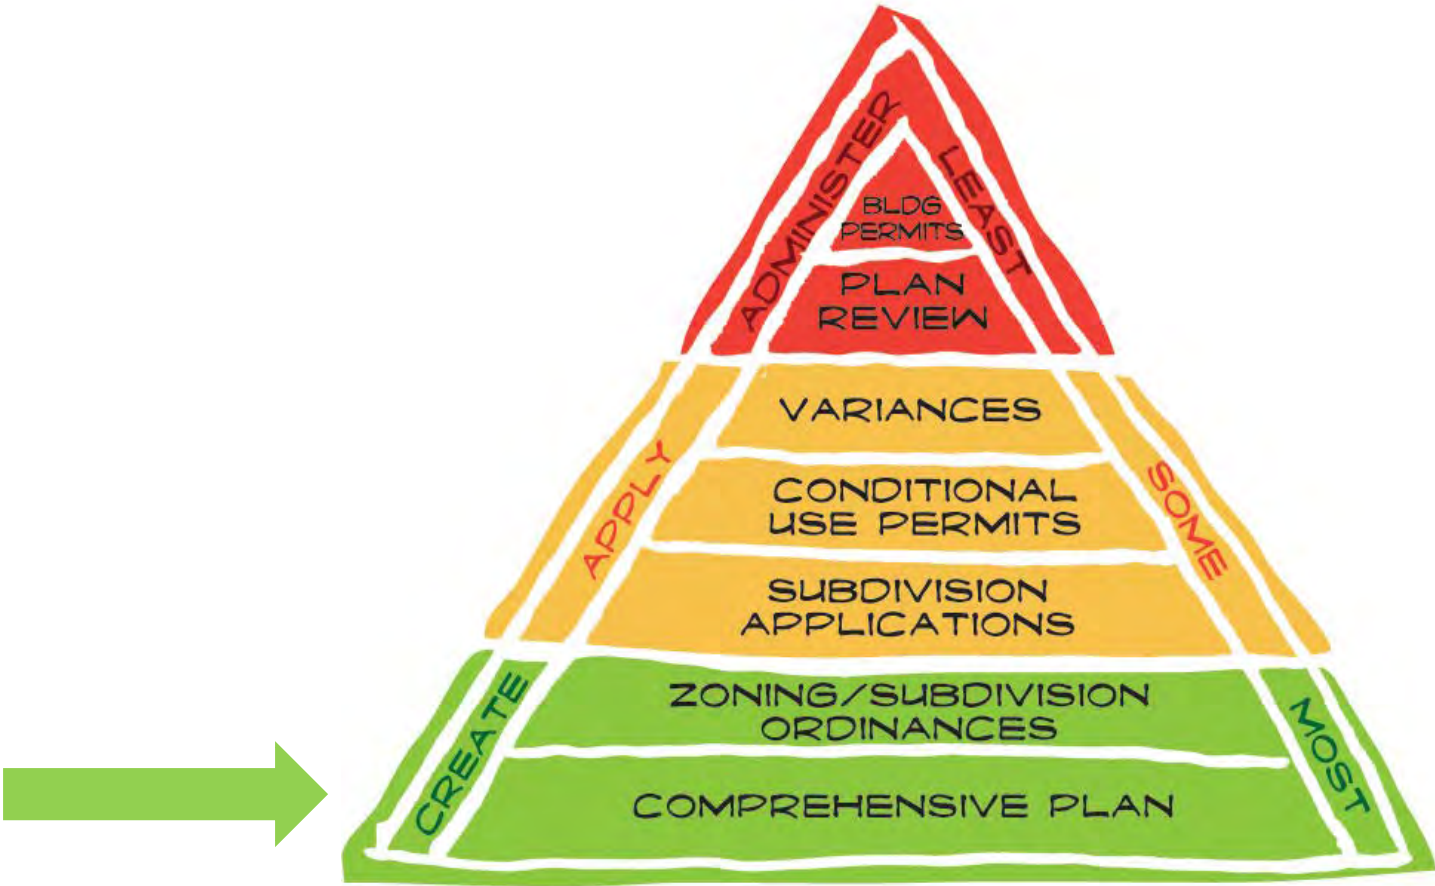 ADMINISTER
LEAST
BLDG
PERMITS
PLAN
REVIEW
APPLY
SOME
VARIANCES
CONDITIONAL
USE PERMITS
SUBDIVISION
APPLICATIONS
CREATE
MOST
ZONING/SUBDIVISION
ORDINANCES
COMPREHENSIVE PLAN